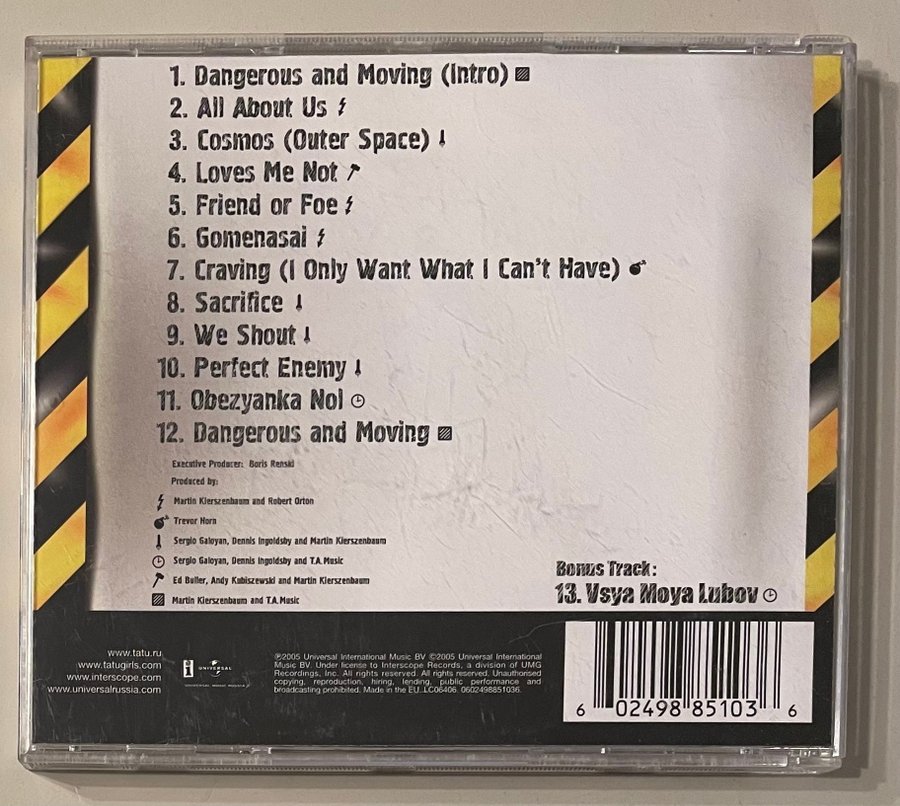 1. Dangerous and Moving (Intro)
2. All About Us
3. Cosmos (Outer Space)
4. Loves Me Not
5. Friend or Foe
6. Gomenasai
7. Craving (I Only Want What I Can't Have)
8. Sacrifice
9. We Shout
10. Perfect Enemy
11. Obezyanka Nol
12. Dangerous and Moving
Executive Producer: Boris Renski
Produced by:
Martin Kierszenbaum and Robert Orton
Trevor Horn
Sergio Galoyan, Dennis Ingoldsby and Martin Kierszenbaum
Sergio Galoyan, Dennis Ingoldsby and T.A.Music
Ed Buller, Andy Kubiszewski and Martin Kierszenbaum
Martin Kierszenbaum and T.A.Music
Bonus Track:
13. Vsya Moya Lubov
www.tatu.ru
www.tatugirls.com
www.interscope.com
www.universalrussia.com
i
UNIVERSAL
UNIVERSAL MUSIC RUSSIA
℗2005 Universal International Music BV ©2005 Universal International
Music BV. Under license to Interscope Records, a division of UMG
Recordings, Inc. All rights reserved. All rights reserved. Unauthorised
copying, reproduction, hiring, lending, public performance and
broadcasting prohibited. Made in the EU. LC06406. 0602498851036.
6 02498 85103 6